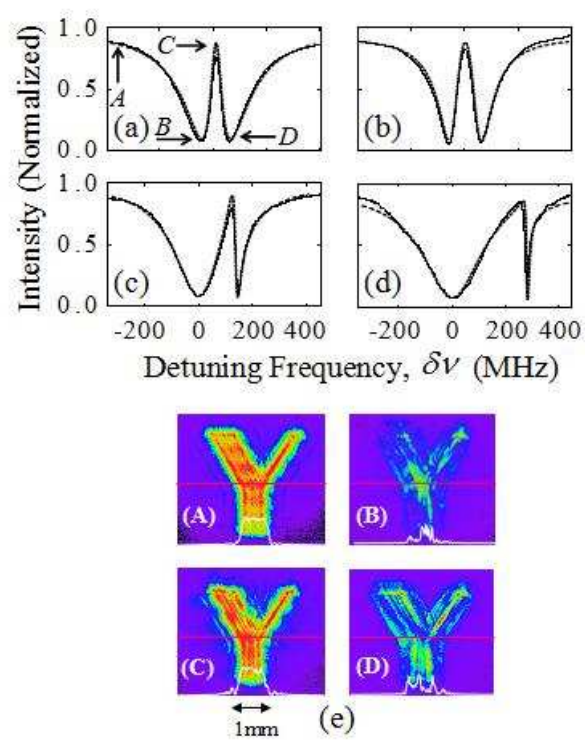 Intensity (Normalized)
1.0
0.5
0.0
A
B
C
D
(a)
(b)
1.0
0.5
0.0
(c)
(d)
-200 0 200 400
-200 0 200 400
Detuning Frequency, δν (MHz)
(A)
(B)
(C)
(D)
1mm
(e)